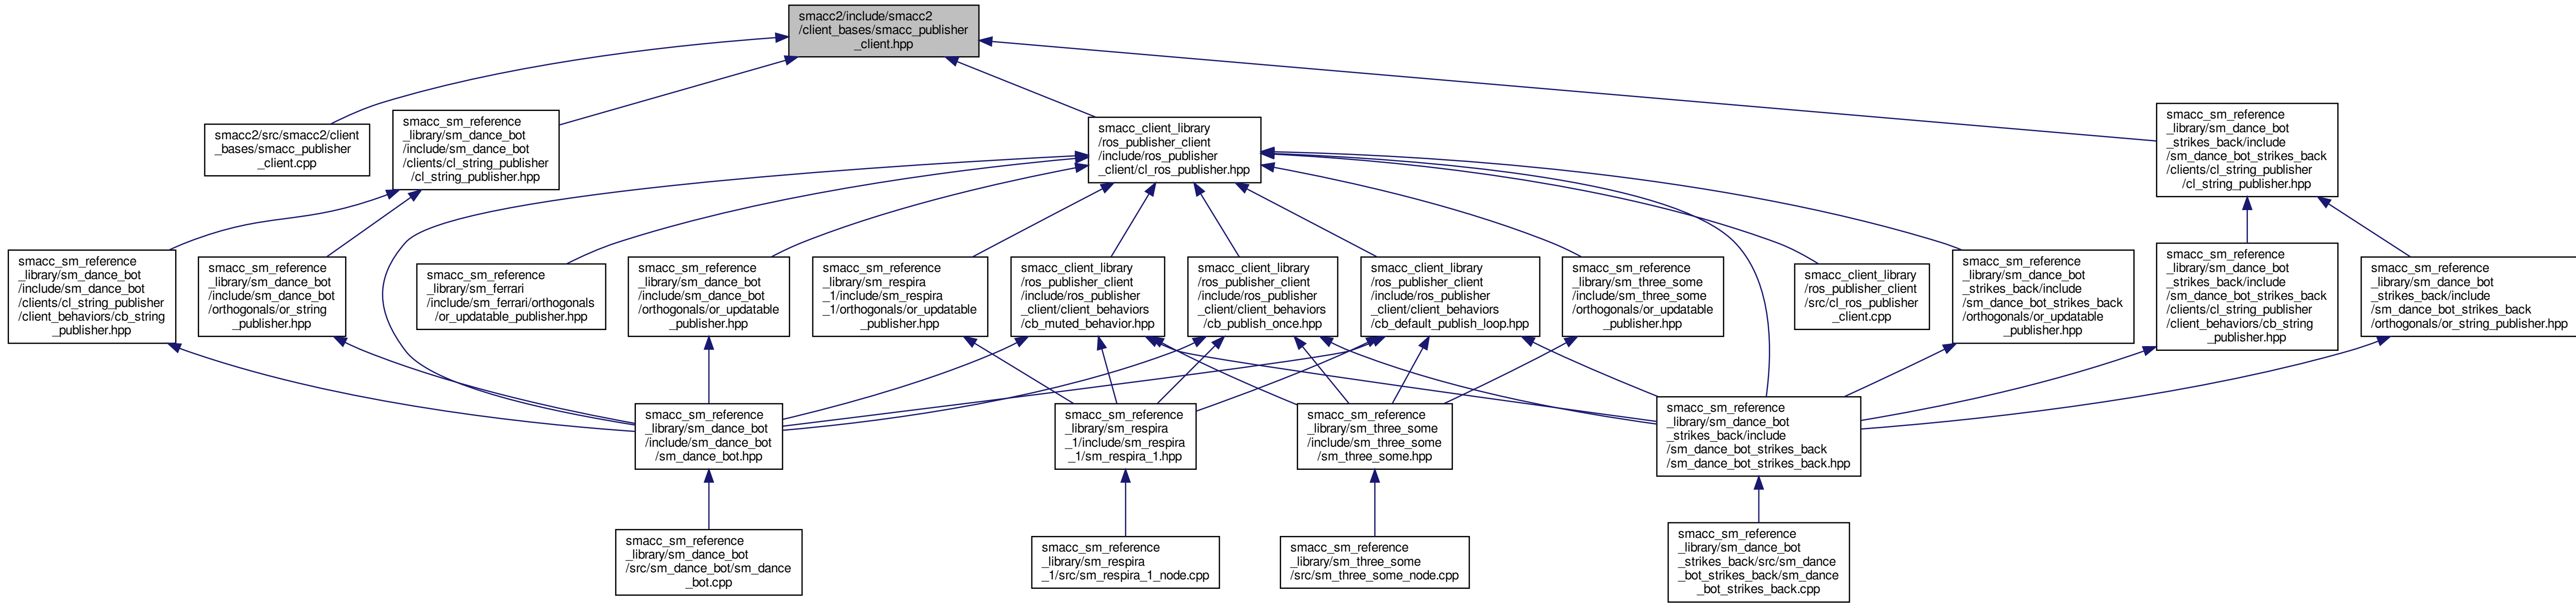 smacc2/include/smacc2
/client_bases/smacc_publisher
_client.hpp
smacc2/src/smacc2/client
_bases/smacc_publisher
_client.cpp
smacc_sm_reference
_library/sm_dance_bot
/include/sm_dance_bot
/clients/cl_string_publisher
/cl_string_publisher.hpp
smacc_client_library
/ros_publisher_client
/include/ros_publisher
_client/cl_ros_publisher.hpp
smacc_sm_reference
_library/sm_dance_bot
_strikes_back/include
/sm_dance_bot_strikes_back
/clients/cl_string_publisher
/cl_string_publisher.hpp
smacc_sm_reference
_library/sm_dance_bot
/include/sm_dance_bot
/clients/cl_string_publisher
/client_behaviors/cb_string
_publisher.hpp
smacc_sm_reference
_library/sm_dance_bot
/include/sm_dance_bot
/orthogonals/or_string
_publisher.hpp
smacc_sm_reference
_library/sm_ferrari
/include/sm_ferrari/orthogonals
/or_updatable_publisher.hpp
smacc_sm_reference
_library/sm_dance_bot
/include/sm_dance_bot
/orthogonals/or_updatable
_publisher.hpp
smacc_sm_reference
_library/sm_respira
_1/include/sm_respira
_1/orthogonals/or_updatable
_publisher.hpp
smacc_client_library
/ros_publisher_client
/include/ros_publisher
_client/client_behaviors
/cb_muted_behavior.hpp
smacc_client_library
/ros_publisher_client
/include/ros_publisher
_client/client_behaviors
/cb_publish_once.hpp
smacc_client_library
/ros_publisher_client
/include/ros_publisher
_client/client_behaviors
/cb_default_publish_loop.hpp
smacc_sm_reference
_library/sm_three_some
/include/sm_three_some
/orthogonals/or_updatable
_publisher.hpp
smacc_client_library
/ros_publisher_client
/src/cl_ros_publisher
_client.cpp
smacc_sm_reference
_library/sm_dance_bot
_strikes_back/include
/sm_dance_bot_strikes_back
/orthogonals/or_updatable
_publisher.hpp
smacc_sm_reference
_library/sm_dance_bot
_strikes_back/include
/sm_dance_bot_strikes_back
/clients/cl_string_publisher
/client_behaviors/cb_string
_publisher.hpp
smacc_sm_reference
_library/sm_dance_bot
_strikes_back/include
/sm_dance_bot_strikes_back
/orthogonals/or_string_publisher.hpp
smacc_sm_reference
_library/sm_dance_bot
/include/sm_dance_bot
/sm_dance_bot.hpp
smacc_sm_reference
_library/sm_respira
_1/include/sm_respira
_1/sm_respira_1.hpp
smacc_sm_reference
_library/sm_three_some
/include/sm_three_some
/sm_three_some.hpp
smacc_sm_reference
_library/sm_dance_bot
_strikes_back/include
/sm_dance_bot_strikes_back
/sm_dance_bot_strikes_back.hpp
smacc_sm_reference
_library/sm_dance_bot
/src/sm_dance_bot/sm_dance
_bot.cpp
smacc_sm_reference
_library/sm_respira
_1/src/sm_respira_1_node.cpp
smacc_sm_reference
_library/sm_three_some
/src/sm_three_some_node.cpp
smacc_sm_reference
_library/sm_dance_bot
_strikes_back/src/sm_dance
_bot_strikes_back/sm_dance
_bot_strikes_back.cpp